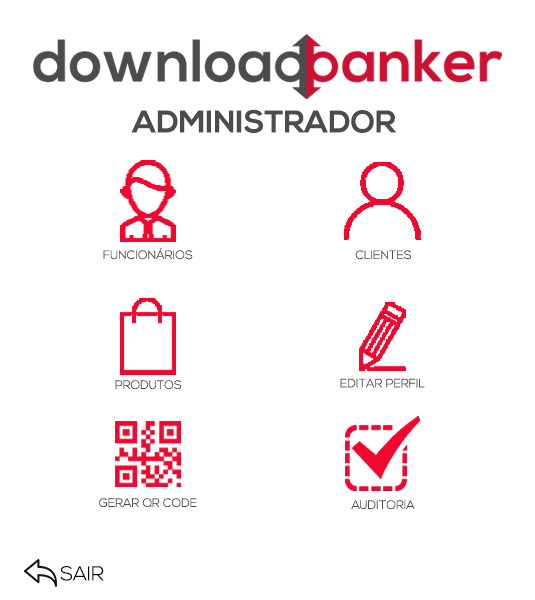 downloadbanker
ADMINISTRADOR
FUNCIONÁRIOS
CLIENTES
PRODUTOS
EDITAR PERFIL
GERAR QR CODE
AUDITORIA
SAIR